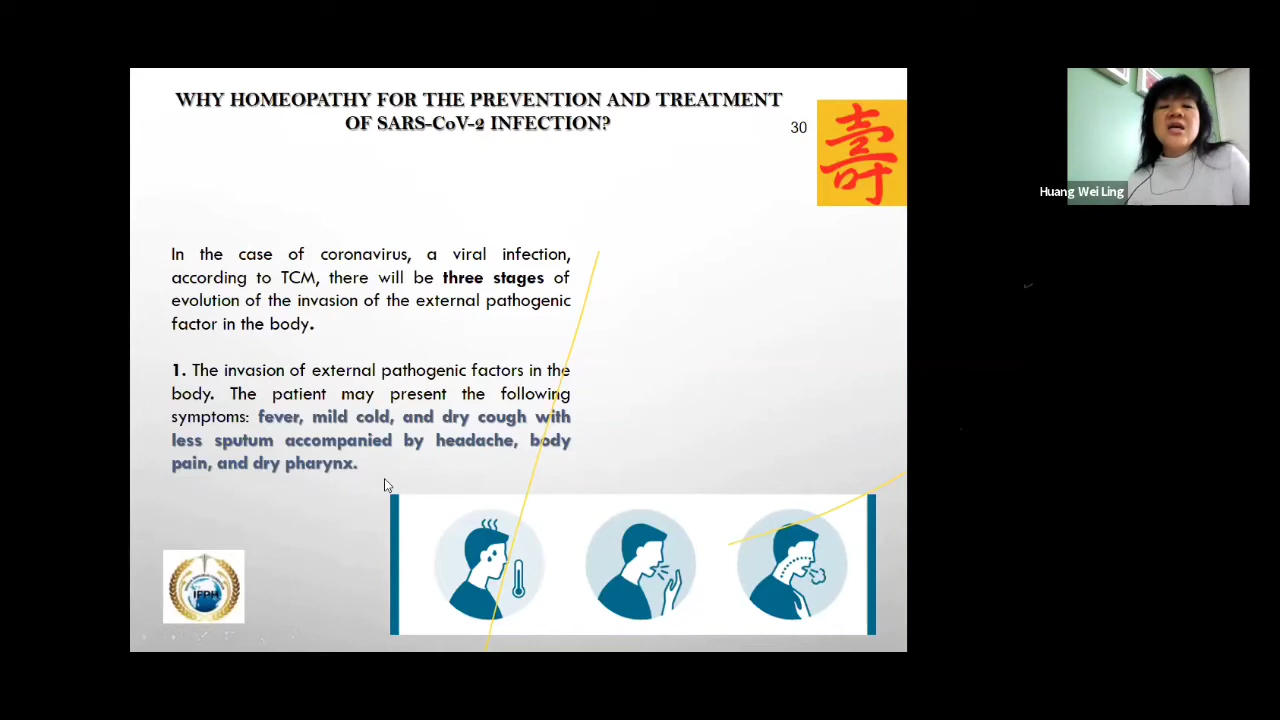 WHY HOMEOPATHY FOR THE PREVENTION AND TREATMENT
OF SARS-CoV-2 INFECTION?
30
壽
Huang Wei Ling
In the case of coronavirus, a viral infection,
according to TCM, there will be three stages of
evolution of the invasion of the external pathogenic
factor in the body.
1. The invasion of external pathogenic factors in the
body. The patient may present the following
symptoms: fever, mild cold, and dry cough with
less sputum accompanied by headache, body
pain, and dry pharynx.
IFPH